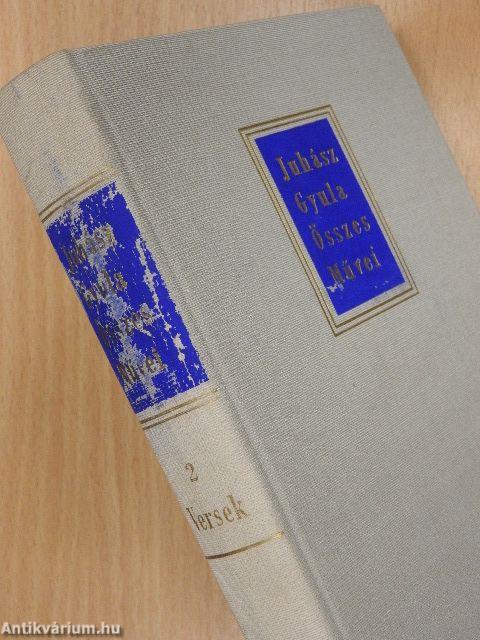 Juhász
Gyula
Összes
Művei
Juhász
Gyula
Összes
Művei
2
Versek
Antikvárium.hu